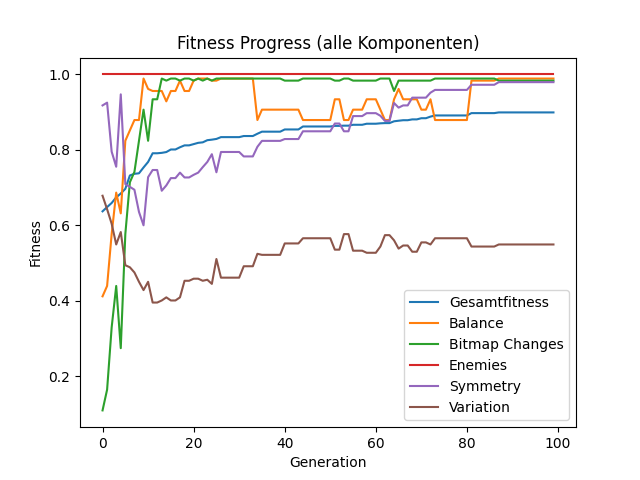 Fitness Progress (alle Komponenten)
Fitness
1.0
0.8
0.6
0.4
0.2
0
20
40
60
80
100
Generation
Gesamtfitness
Balance
Bitmap Changes
Enemies
Symmetry
Variation